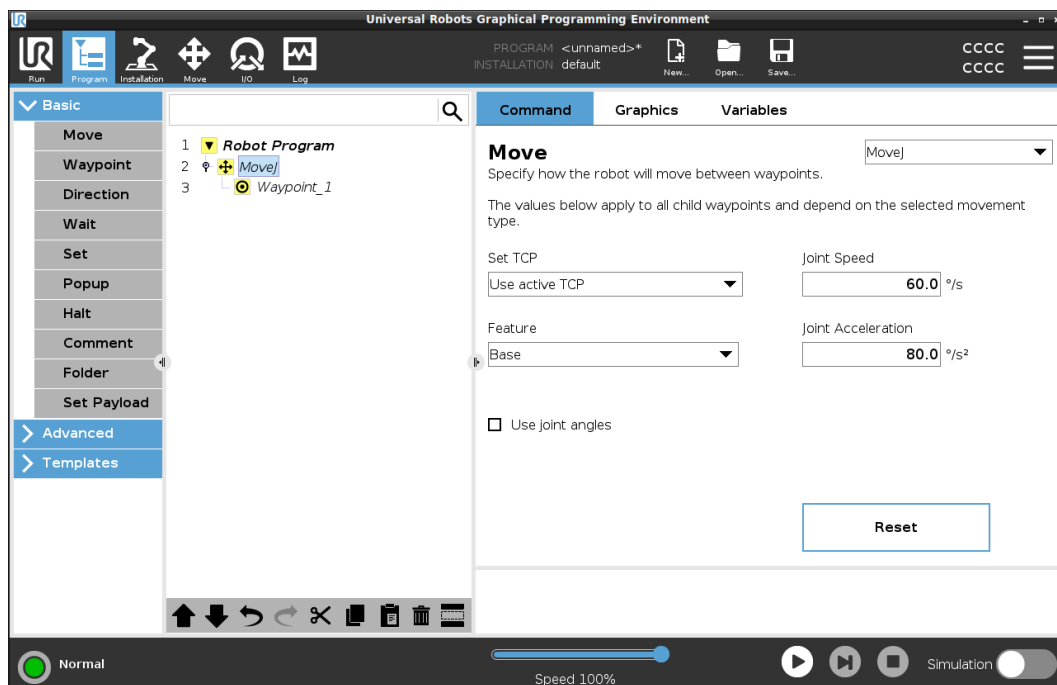 UR
Universal Robots Graphical Programming Environment
UR
Run
Program
Installation
Move
I/O
Log
PROGRAM <unnamed>*
INSTALLATION default
New...
Open...
Save...
CCCC
CCCC
Basic
Move
Waypoint
Direction
Wait
Set
Popup
Halt
Comment
Folder
Set Payload
Advanced
Templates
1 Robot Program
2 MoveJ
3 Waypoint_1
Command Graphics Variables
Move
MoveJ
Specify how the robot will move between waypoints.
The values below apply to all child waypoints and depend on the selected movement
type.
Set TCP
Use active TCP
Joint Speed
60.0 °/s
Feature
Base
Joint Acceleration
80.0 °/s²
Use joint angles
Reset
Normal
Speed 100%
Simulation